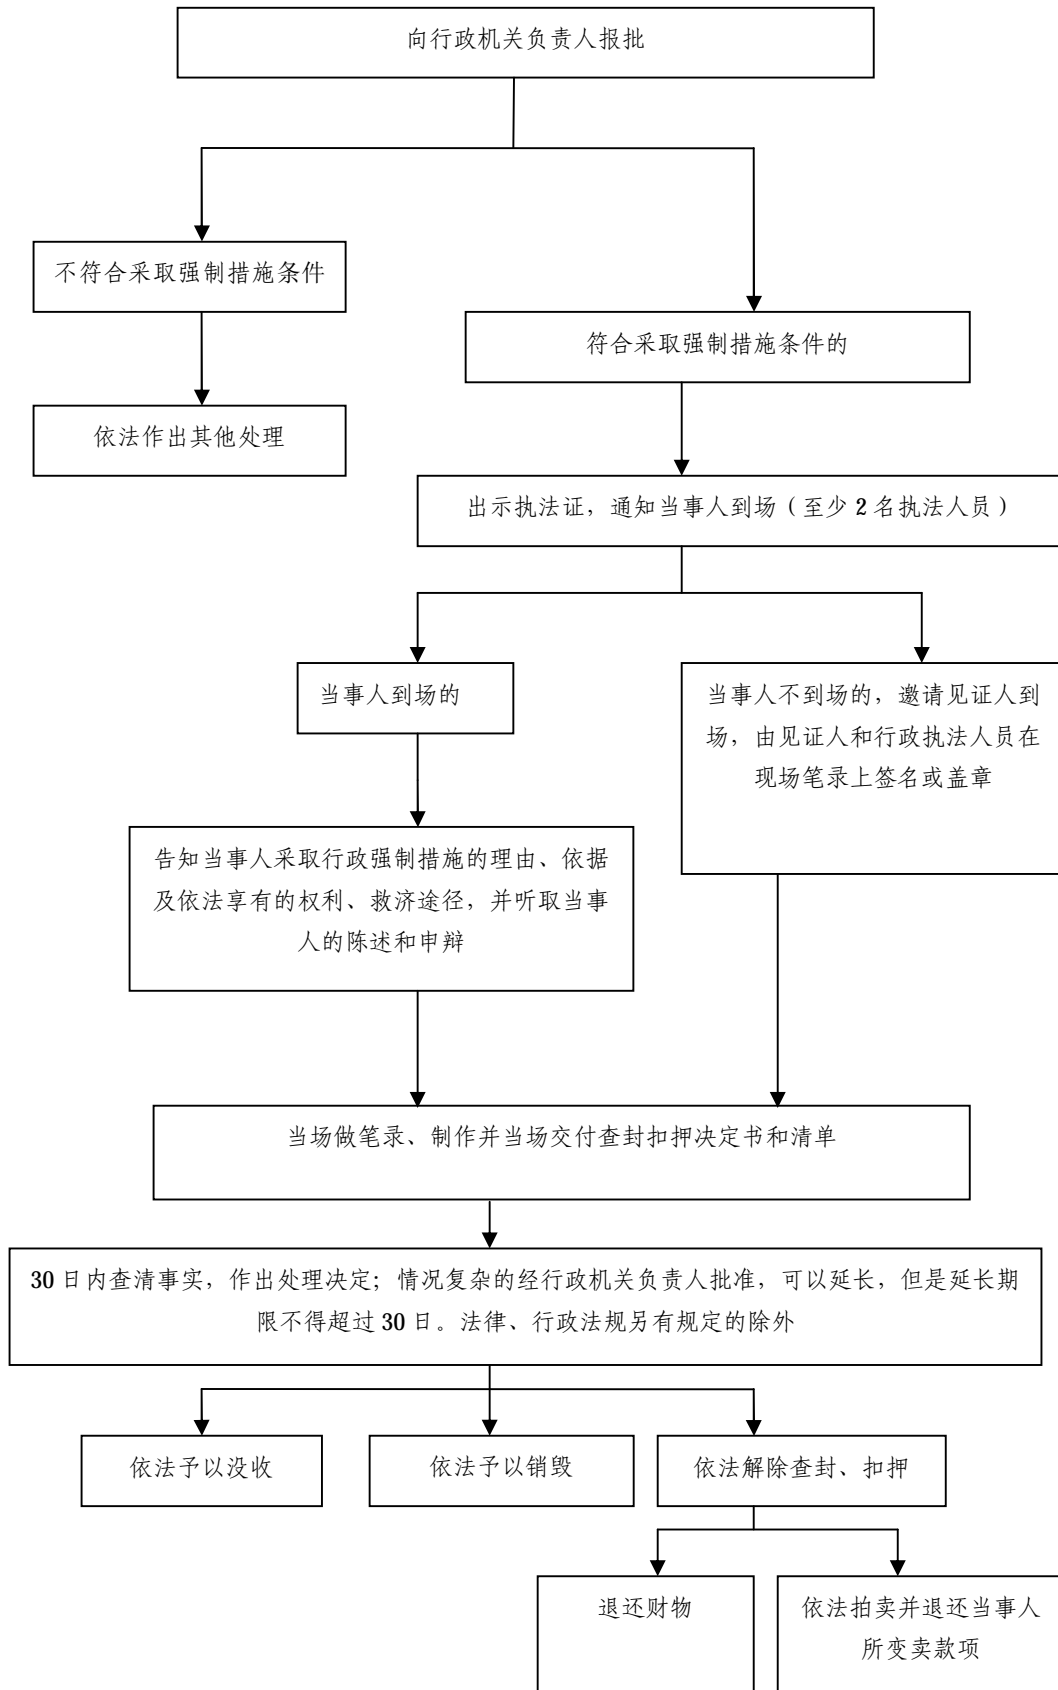 向行政机关负责人报批
不符合采取强制措施条件
符合采取强制措施条件的
依法作出其他处理
出示执法证，通知当事人到场（至少 2 名执法人员）
当事人到场的
当事人不到场的，邀请见证人到
场，由见证人和行政执法人员在
现场笔录上签名或盖章
告知当事人采取行政强制措施的理由、依据
及依法享有的权利、救济途径，并听取当事
人的陈述和申辩
当场做笔录、制作并当场交付查封扣押决定书和清单
30 日内查清事实，作出处理决定；情况复杂的经行政机关负责人批准，可以延长，但是延长期
限不得超过 30 日。法律、行政法规另有规定的除外
依法予以没收
依法予以销毁
依法解除查封、扣押
退还财物
依法拍卖并退还当事人
所变卖款项